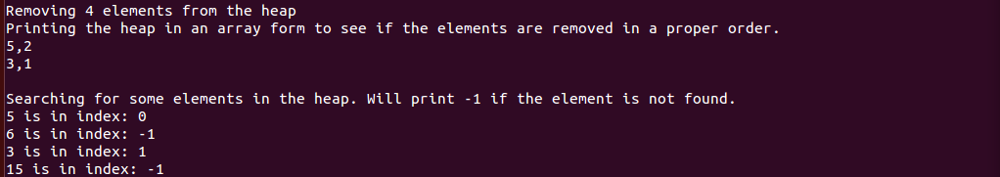 Removing 4 elements from the heap
Printing the heap in an array form to see if the elements are removed in a proper order.
5,2
3,1
Searching for some elements in the heap. Will print -1 if the element is not found.
5 is in index: 0
6 is in index: -1
3 is in index: 1
15 is in index: -1